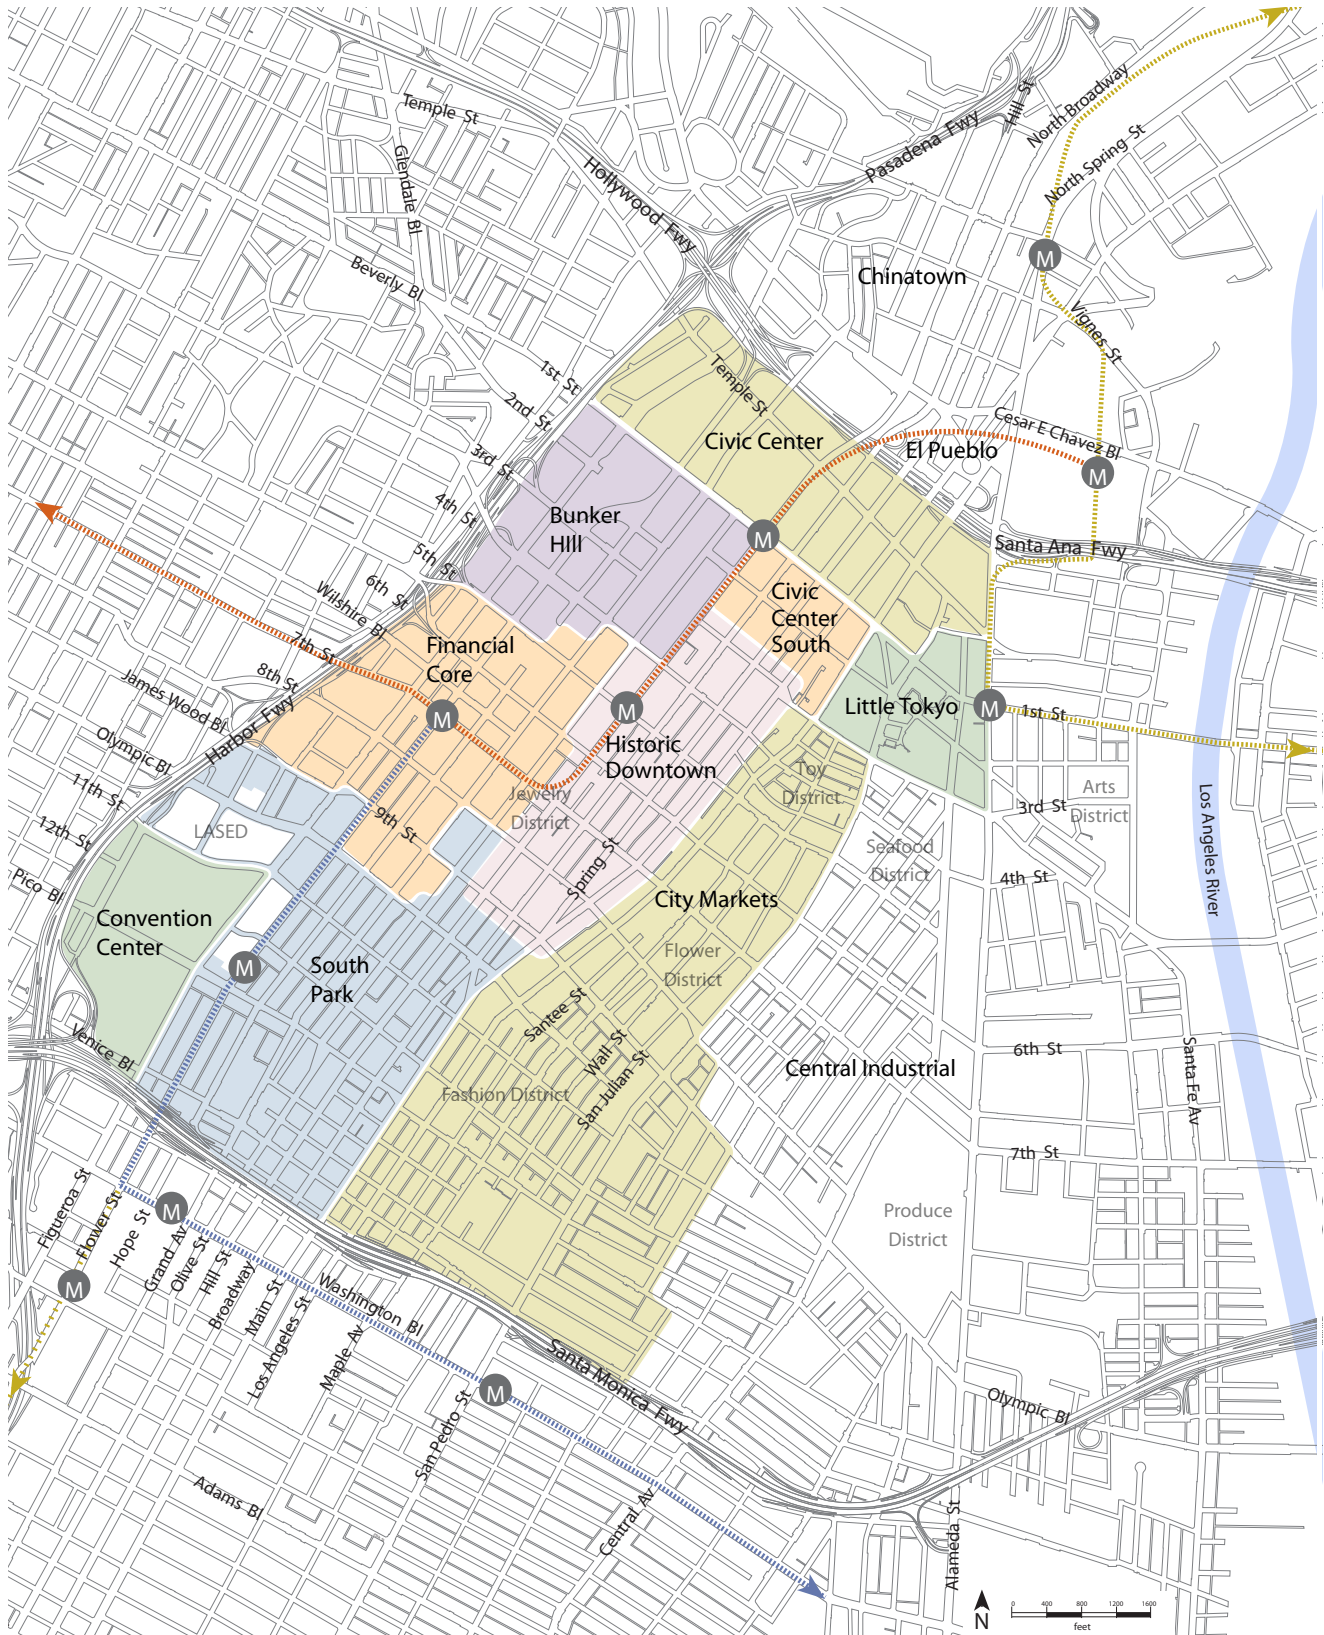 Temple St
Glendale Bl
Hollywood Fwy
Pasadena Fwy
Hill St
North Broadway
North Spring St
M
Chinatown
Beverly Bl
Vignes St
1st St
2nd St
Temple St
Civic Center
Cesar E Chavez Bl
El Pueblo
M
3rd St
4th St
5th St
Bunker
HIll
M
Santa Ana Fwy
6th St
Wilshire Bl
7th St
8th St
James Wood Bl
Harbor Fwy
Olympic Bl
11th St
12th St
Pico Bl
Financial
Core
M
Civic
Center
South
Little Tokyo
M
1st St
M
Historic
Downtown
Jewelry
District
Toy
District
Arts
District
3rd St
Los Angeles River
LASED
9th St
Spring St
Seafood
District
4th St
City Markets
Convention
Center
Flower
District
M
South
Park
Santee St
Wall St
San Julian St
Fashion District
Central Industrial
6th St
Santa Fe Av
Venice Bl
7th St
Produce
District
Figueroa St
Flower St
Hope St
M
Grand Av
Olive St
Hill St
Broadway
Main St
Los Angeles St
Maple Av
Washington Bl
M
Santa Monica Fwy
San Pedro St
M
Olympic Bl
Adams Bl
Central Av
Alameda St
N
0 400 800 1200 1600
feet